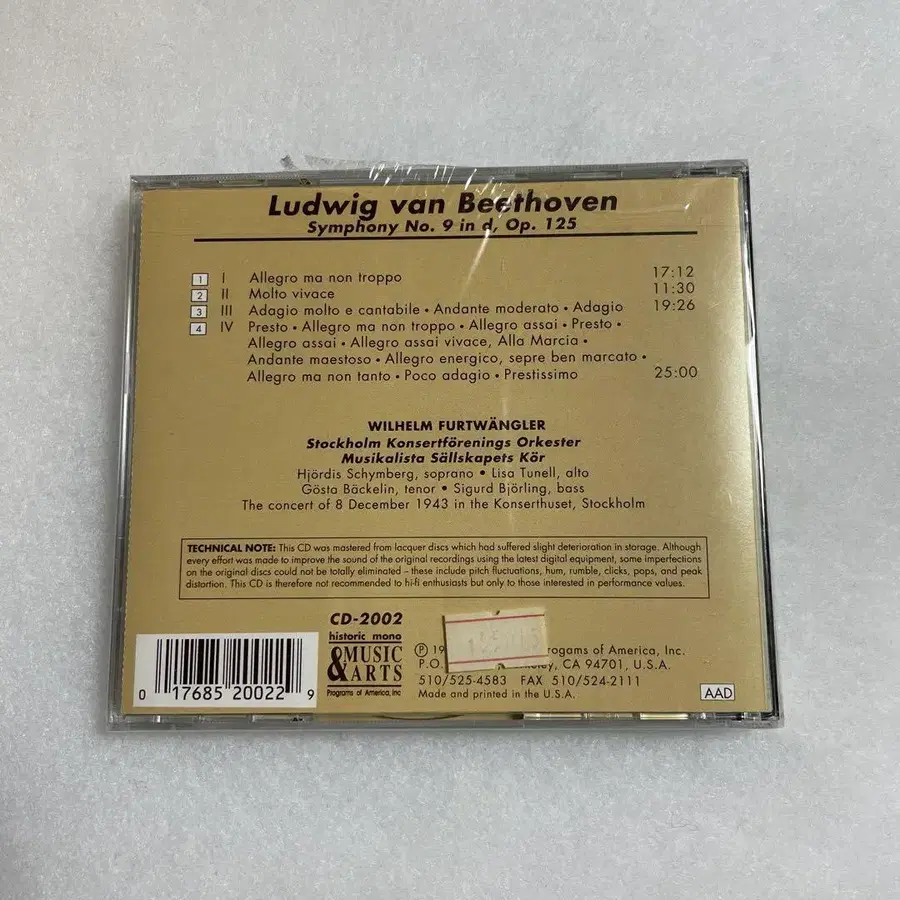 Ludwig van Beethoven
Symphony No. 9 in d, Op. 125
1 I Allegro ma non troppo 17:12
2 II Molto vivace 11:30
3 III Adagio molto e cantabile • Andante moderato • Adagio 19:26
4 IV Presto • Allegro ma non troppo • Allegro assai • Presto •
Allegro assai • Allegro assai vivace, Alla Marcia •
Andante maestoso • Allegro energico, sepre ben marcato •
Allegro ma non tanto • Poco adagio • Prestissimo 25:00
WILHELM FURTWÄNGLER
Stockholm Konsertförenings Orkester
Musikalista Sällskapets Kör
Hjördis Schymberg, soprano • Lisa Tunell, alto
Gösta Bäckelin, tenor • Sigurd Björling, bass
The concert of 8 December 1943 in the Konserthuset, Stockholm
TECHNICAL NOTE: This CD was mastered from lacquer discs which had suffered slight deterioration in storage. Although
every effort was made to improve the sound of the original recordings using the latest digital equipment, some imperfections
on the original discs could not be totally eliminated – these include pitch fluctuations, hum, rumble, clicks, pops, and peak
distortion. This CD is therefore not recommended to hi-fi enthusiasts but only to those interested in performance values.
CD-2002
historic mono
MUSIC
& ARTS
Programs of America, Inc
0 17685 20022 9
℗ 19 Progams of America, Inc.
P.O. CA 94701, U.S.A.
510/525-4583 FAX 510/524-2111
Made and printed in the U.S.A.
AAD